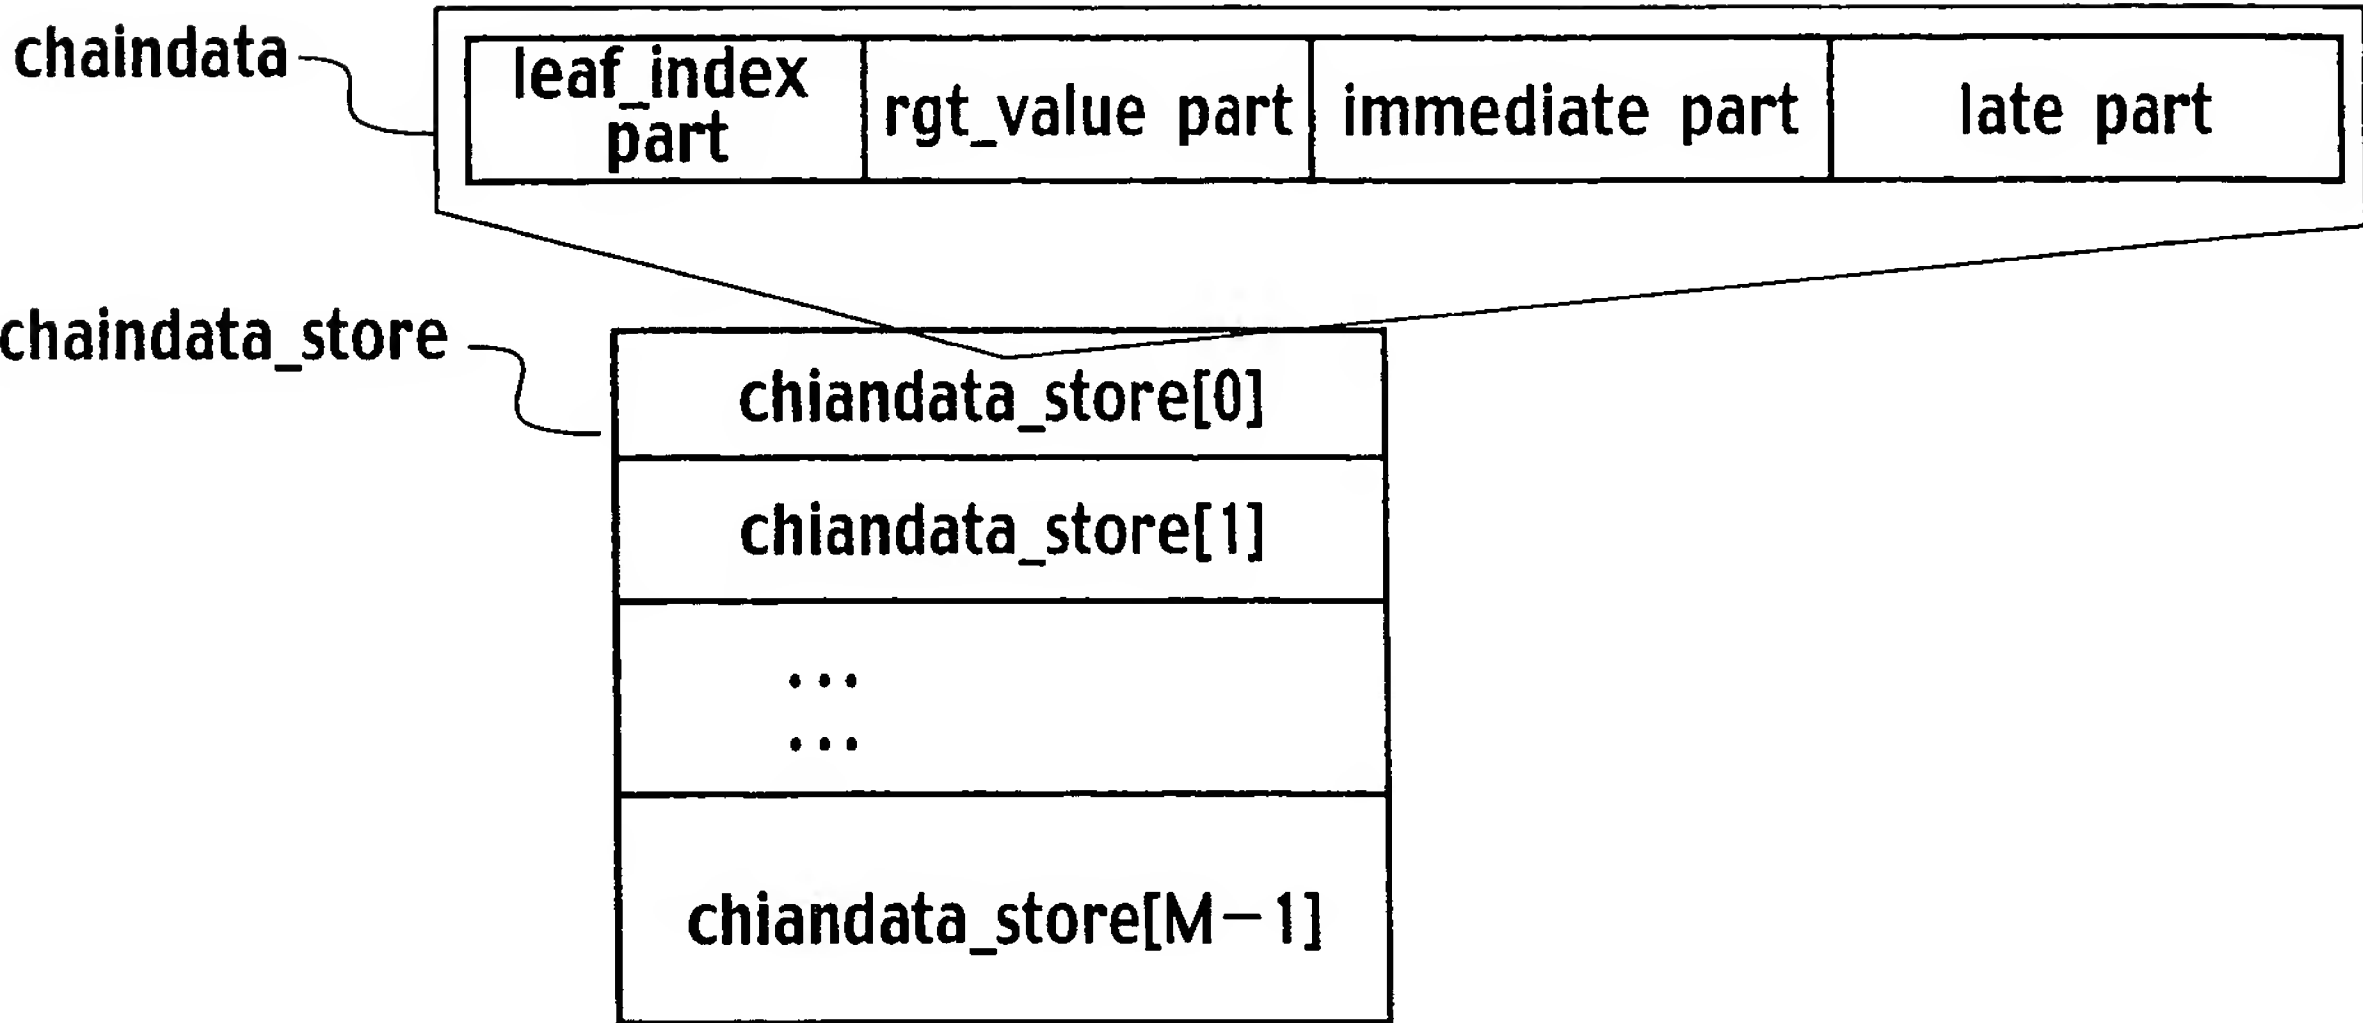 chaindata
leaf_index
part
rgt_value part
immediate part
late part
chaindata_store
chiandata_store[0]
chiandata_store[1]
...
...
chiandata_store[M-1]